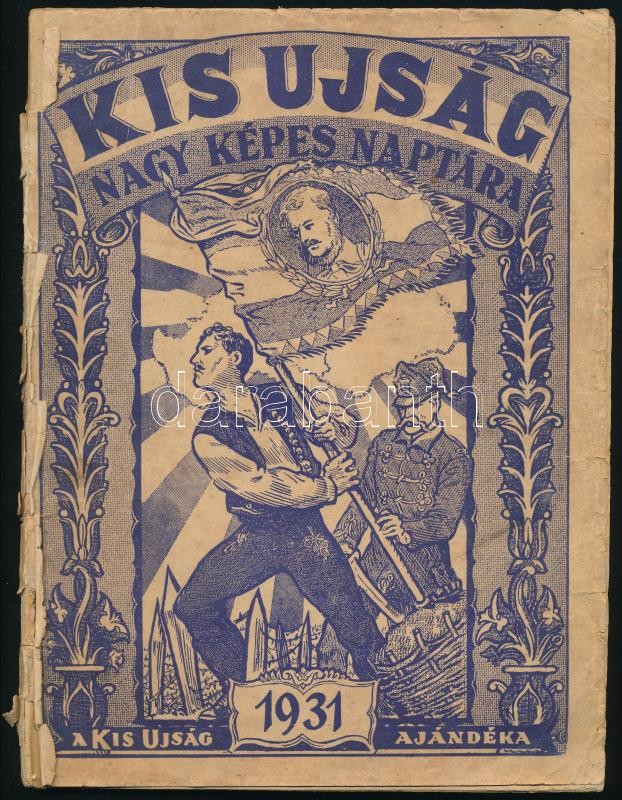 KIS UJSÁG
NAGY KÉPES NAPTÁRA
darabanth
1931
A KIS UJSÁG AJÁNDÉKA